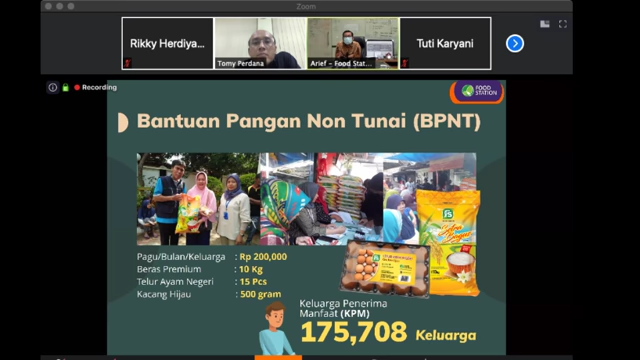 Zoom
Rikky Herdiya...
Tomy Perdana
Arief - Food Stat...
Tuti Karyani
Recording
FOOD
STATION
Bantuan Pangan Non Tunai (BPNT)
Pagu/Bulan/Keluarga : Rp 200,000
Beras Premium : 10 Kg
Telur Ayam Negeri : 15 Pcs
Kacang Hijau : 500 gram
FS
Keluarga Penerima
Manfaat (KPM)
175,708 Keluarga